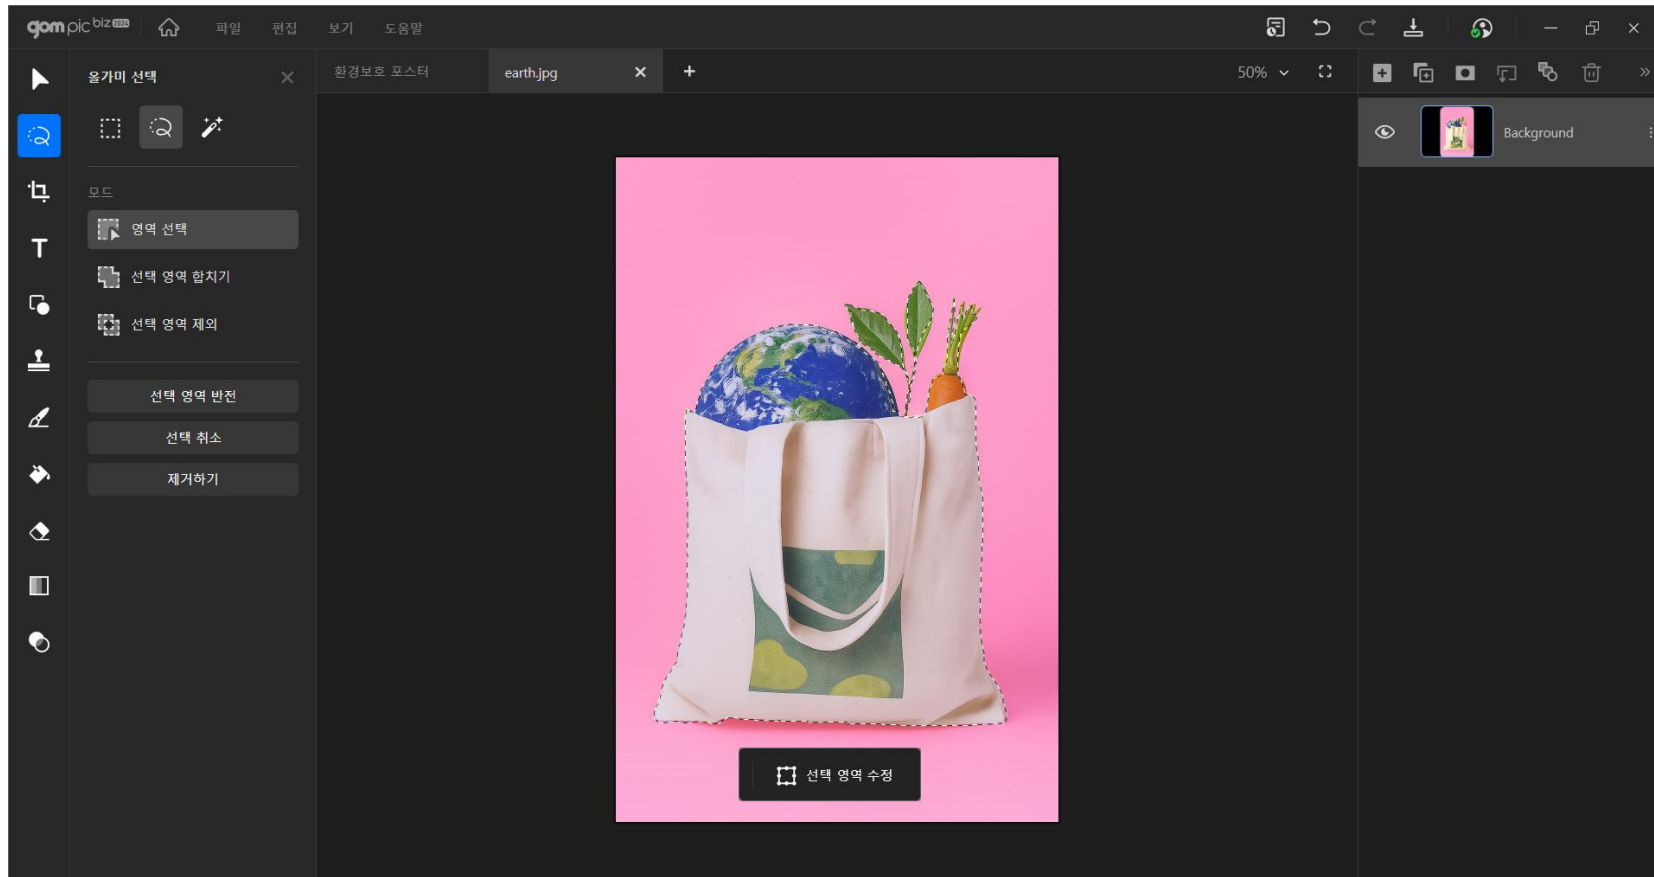 gom pic biz 2024 파일 편집 보기 도움말
올가미 선택
환경보호 포스터 earth.jpg 50%
모드
영역 선택
선택 영역 합치기
선택 영역 제외
선택 영역 반전
선택 취소
제거하기
Background
선택 영역 수정